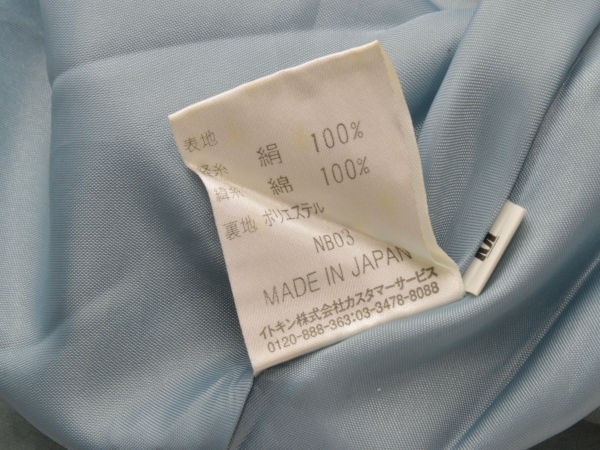 表地
経糸 絹 100%
緯糸 綿 100%
裏地 ポリエステル
NB03
MADE IN JAPAN
イトキン株式会社カスタマーサービス
0120-888-363:03-3478-8088
M